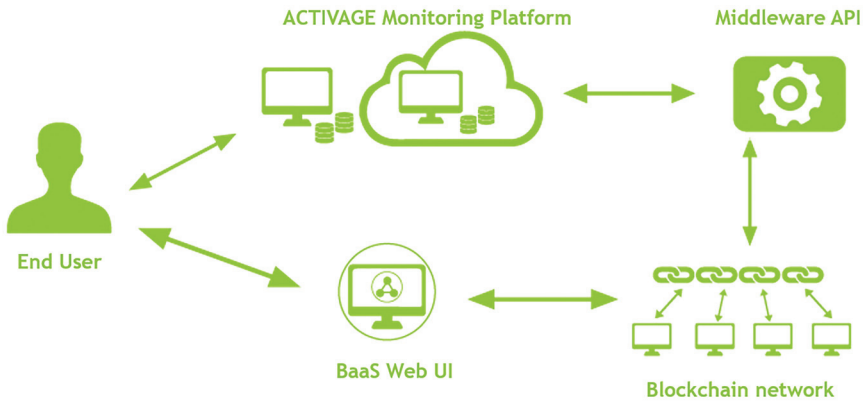 ACTIVAGE Monitoring Platform
Middleware API
End User
BaaS Web UI
Blockchain network